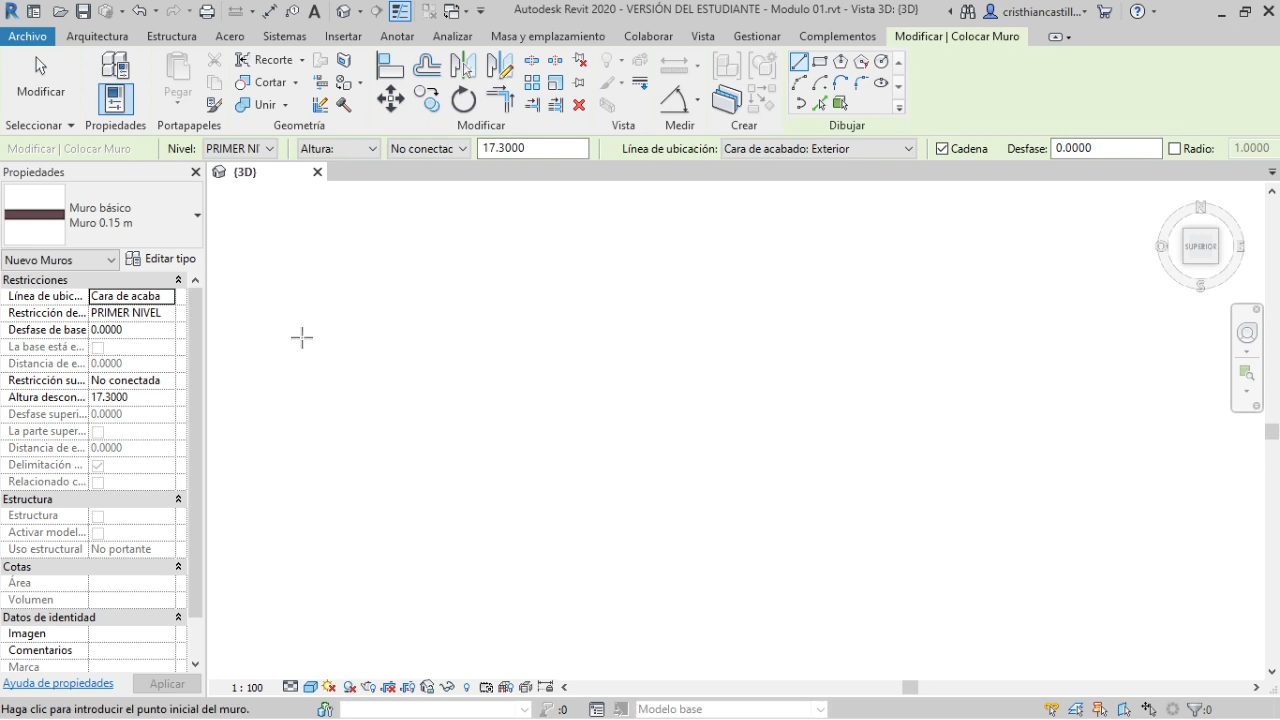 Autodesk Revit 2020 - VERSIÓN DEL ESTUDIANTE - Modulo 01.rvt - Vista 3D: {3D}
cristhiancastill...
Archivo Arquitectura Estructura Acero Sistemas Insertar Anotar Analizar Masa y emplazamiento Colaborar Vista Gestionar Complementos Modificar | Colocar Muro
Modificar
Pegar
Recorte
Cortar
Unir
Seleccionar Propiedades Portapapeles Geometría Modificar Vista Medir Crear Dibujar
Modificar | Colocar Muro Nivel: PRIMER NI Altura: No conectac 17.3000 Línea de ubicación: Cara de acabado: Exterior Cadena Desfase: 0.0000 Radio: 1.0000
Propiedades
{3D}
Muro básico
Muro 0.15 m
Nuevo Muros Editar tipo
Restricciones
Línea de ubic... Cara de acaba
Restricción de... PRIMER NIVEL
Desfase de base 0.0000
La base está e...
Distancia de e... 0.0000
Restricción su... No conectada
Altura descon... 17.3000
Desfase superi... 0.0000
La parte super...
Distancia de e... 0.0000
Delimitación ...
Relacionado c...
Estructura
Estructura
Activar model...
Uso estructural No portante
Cotas
Área
Volumen
Datos de identidad
Imagen
Comentarios
Marca
Ayuda de propiedades Aplicar
N
O SUPERIOR E
S
1 : 100
Haga clic para introducir el punto inicial del muro. :0 Modelo base :0